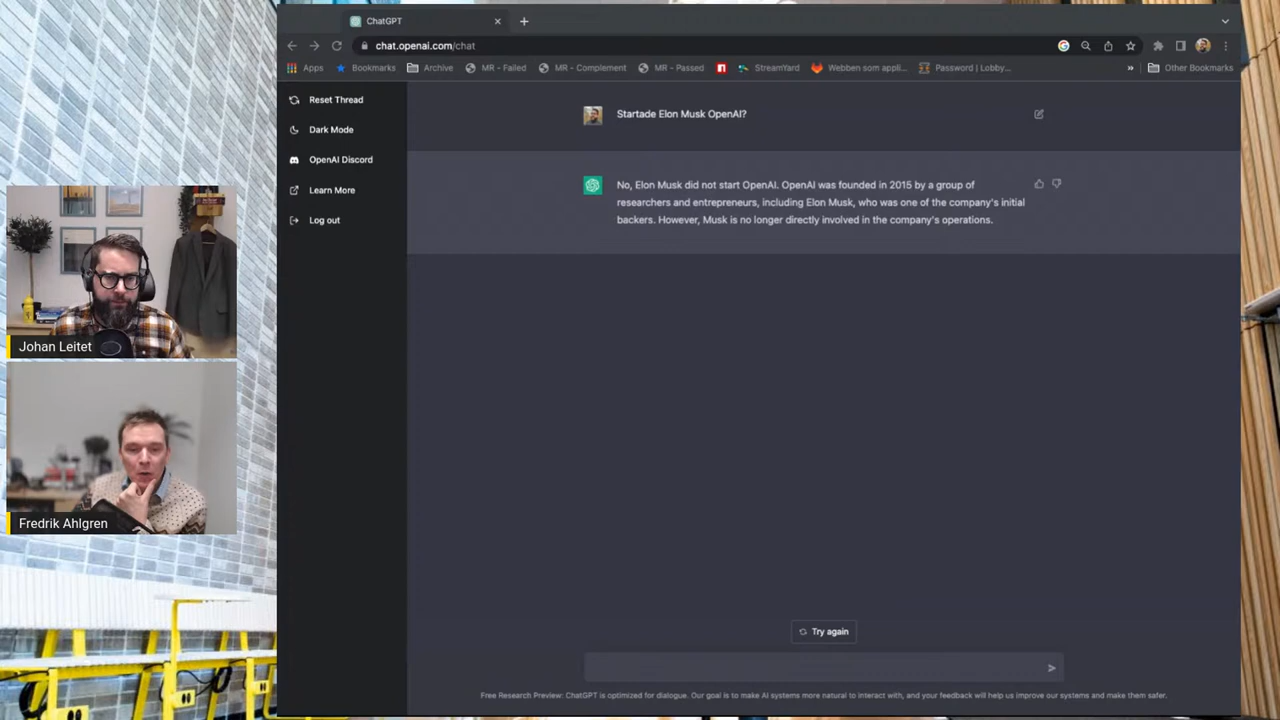 ChatGPT
chat.openai.com/chat
Apps
Bookmarks
Archive
MR - Failed
MR - Complement
MR - Passed
StreamYard
Webben som appli...
Password | Lobby...
»
Other Bookmarks
Reset Thread
Dark Mode
OpenAI Discord
Learn More
Log out
Startade Elon Musk OpenAI?
No, Elon Musk did not start OpenAI. OpenAI was founded in 2015 by a group of
researchers and entrepreneurs, including Elon Musk, who was one of the company's initial
backers. However, Musk is no longer directly involved in the company's operations.
Johan Leitet
Fredrik Ahlgren
Try again
Free Research Preview: ChatGPT is optimized for dialogue. Our goal is to make AI systems more natural to interact with, and your feedback will help us improve our systems and make them safer.